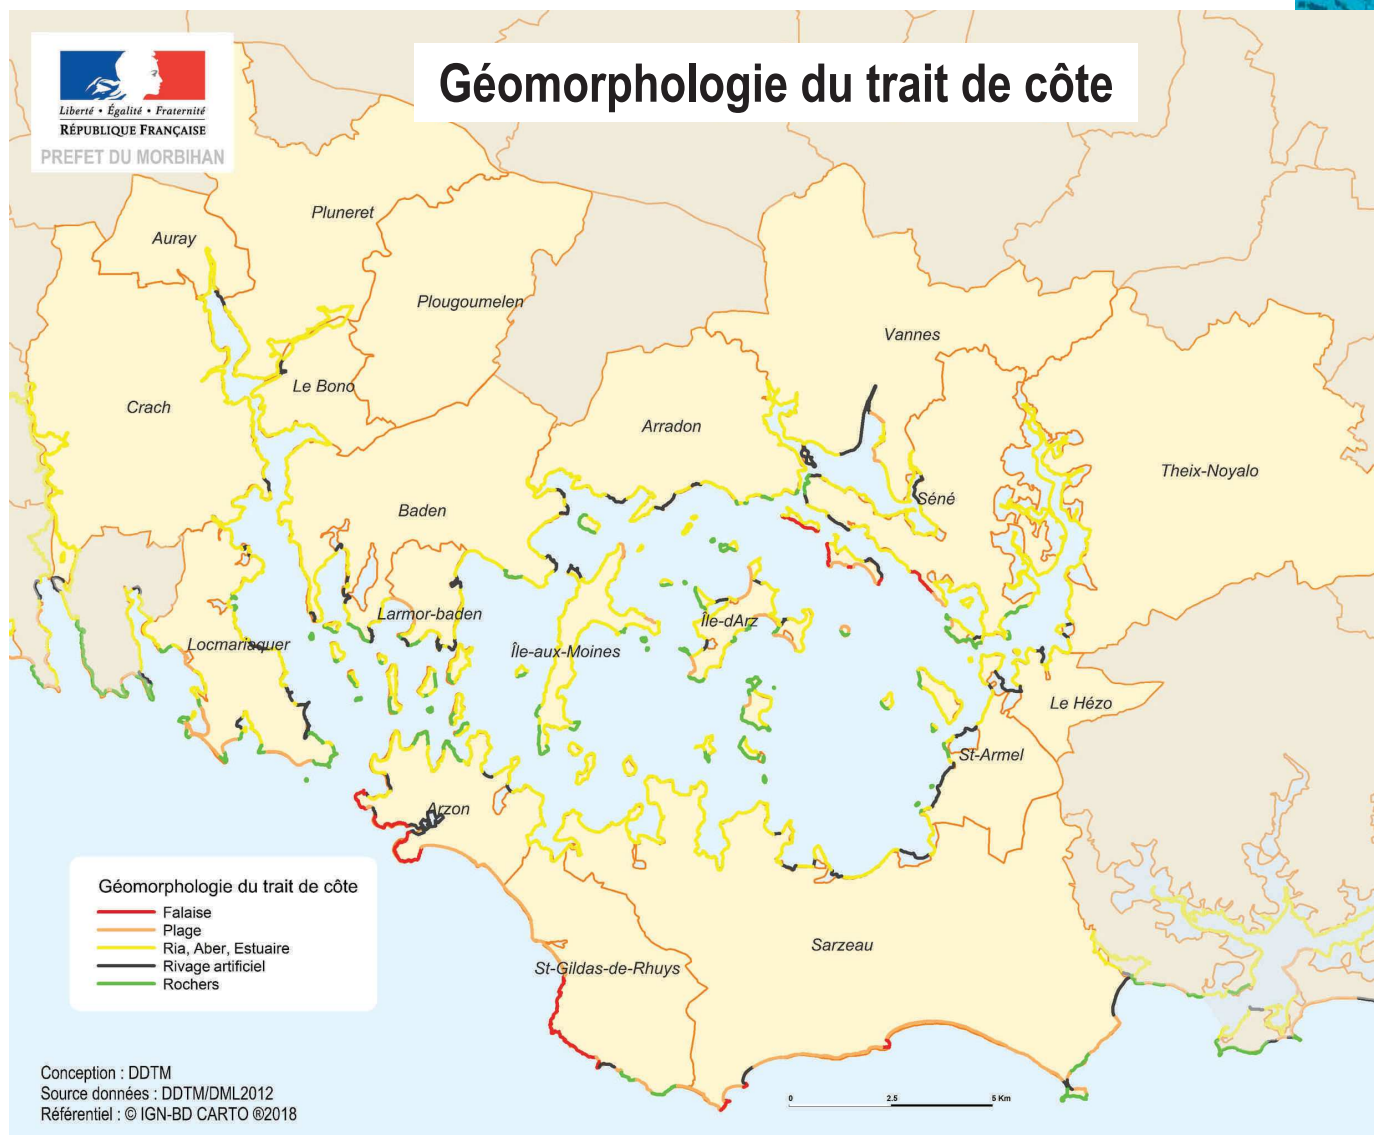 Géomorphologie du trait de côte
Liberté • Égalité • Fraternité
RÉPUBLIQUE FRANÇAISE
PREFET DU MORBIHAN
Pluneret
Auray
Plougoumelen
Vannes
Le Bono
Crach
Arradon
Theix-Noyalo
Séné
Baden
Larmor-baden
Île-dArz
Locmariaquer
Île-aux-Moines
Le Hézo
St-Armel
Arzon
Sarzeau
St-Gildas-de-Rhuys
Géomorphologie du trait de côte
Falaise
Plage
Ria, Aber, Estuaire
Rivage artificiel
Rochers
Conception : DDTM
Source données : DDTM/DML2012
Référentiel : © IGN-BD CARTO ®2018
0 2.5 5 Km